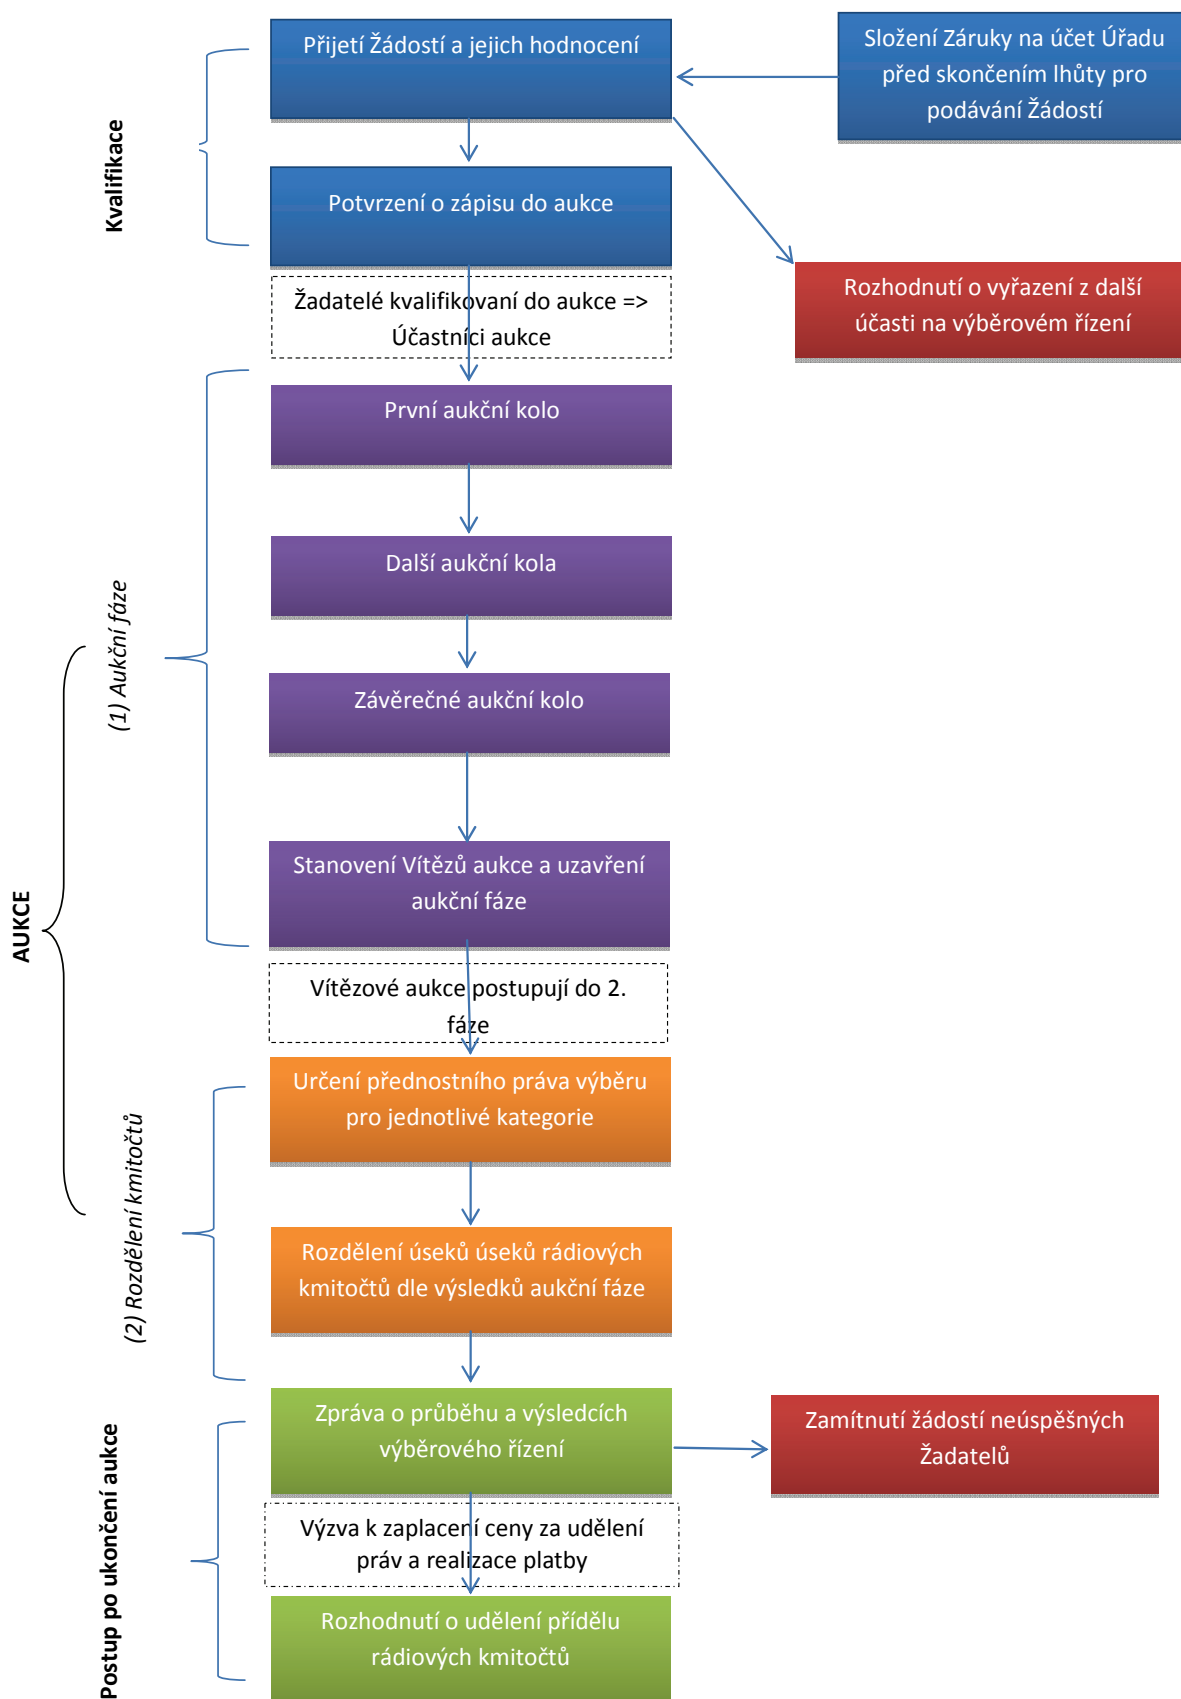 Přijetí Žádostí a jejich hodnocení
Složení Záruky na účet Úřadu
před skončením lhůty pro
podávání Žádostí
Kvalifikace
Potvrzení o zápisu do aukce
Žadatelé kvalifikovaní do aukce =>
Účastníci aukce
Rozhodnutí o vyřazení z další
účasti na výběrovém řízení
AUKCE
(1) Aukční fáze
První aukční kolo
Další aukční kola
Závěrečné aukční kolo
Stanovení Vítězů aukce a uzavření
aukční fáze
Vítězové aukce postupují do 2.
fáze
(2) Rozdělení kmitočtů
Určení přednostního práva výběru
pro jednotlivé kategorie
Rozdělení úseků úseků rádiových
kmitočtů dle výsledků aukční fáze
Postup po ukončení aukce
Zpráva o průběhu a výsledcích
výběrového řízení
Zamítnutí žádostí neúspěšných
Žadatelů
Výzva k zaplacení ceny za udělení
práv a realizace platby
Rozhodnutí o udělení přídělu
rádiových kmitočtů